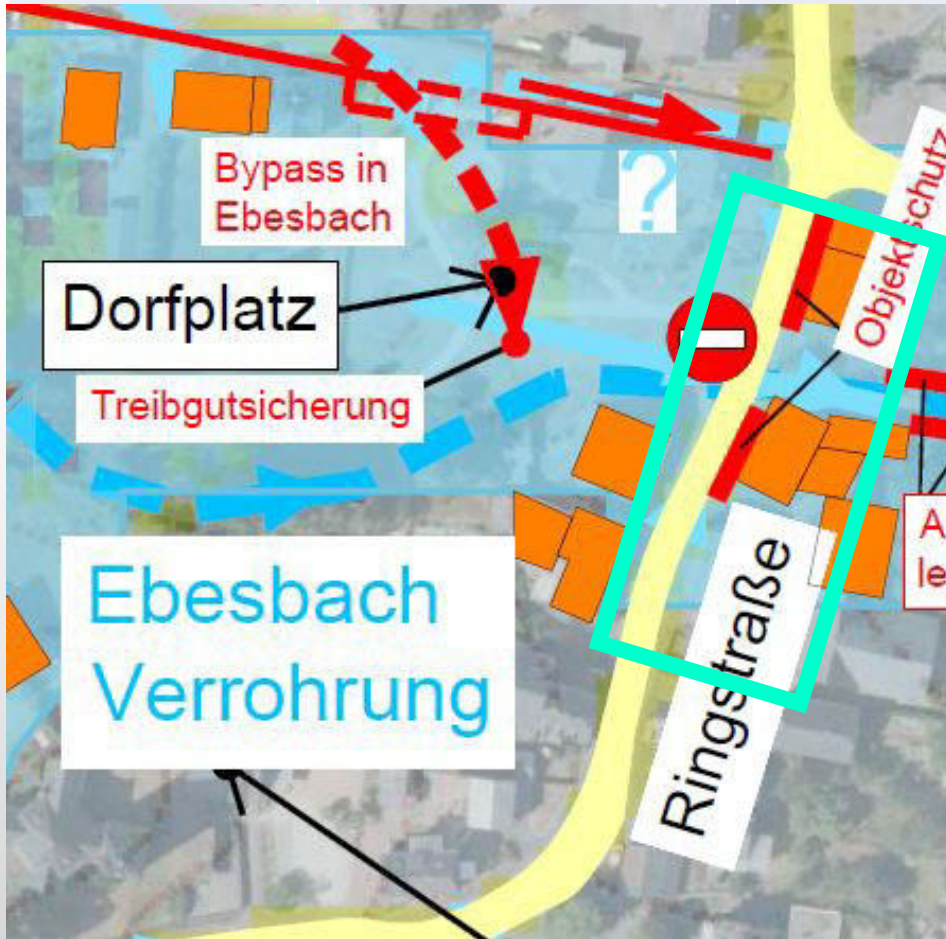 Bypass in
Ebesbach
?
Objektschutz
Dorfplatz
Treibgutsicherung
Ebesbach
Verrohrung
Ringstraße